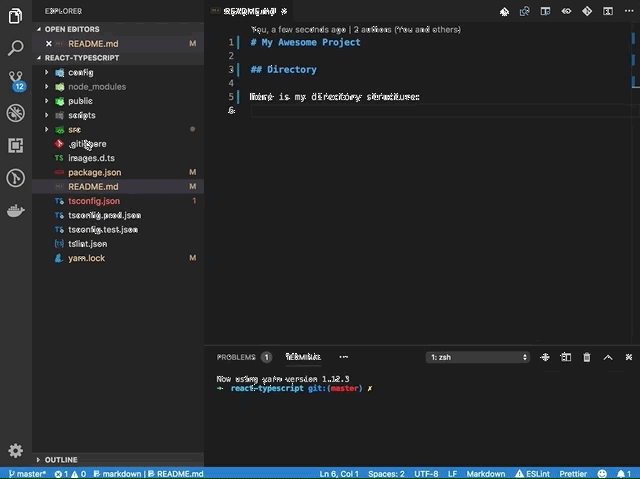 EXPLORER
OPEN EDITORS
README.md M
REACT-TYPESCRIPT
config
node_modules
public
scripts
src
.gitignore
images.d.ts
package.json M
README.md M
tsconfig.json 1
tsconfig.prod.json
tsconfig.test.json
tslint.json
yarn.lock M
OUTLINE
12
README.md
You, a few seconds ago | 2 authors (You and others)
1 # My Awesome Project
2
3 ## Directory
4
5 Here is my directory structure:
6
PROBLEMS 1 TERMINAL ··· 1: zsh
Now using yarn version 1.12.3
→ react-typescript git:(master) ✗
master* 1 0 markdown | README.md Ln 6, Col 1 Spaces: 2 UTF-8 LF Markdown ESLint Prettier 1